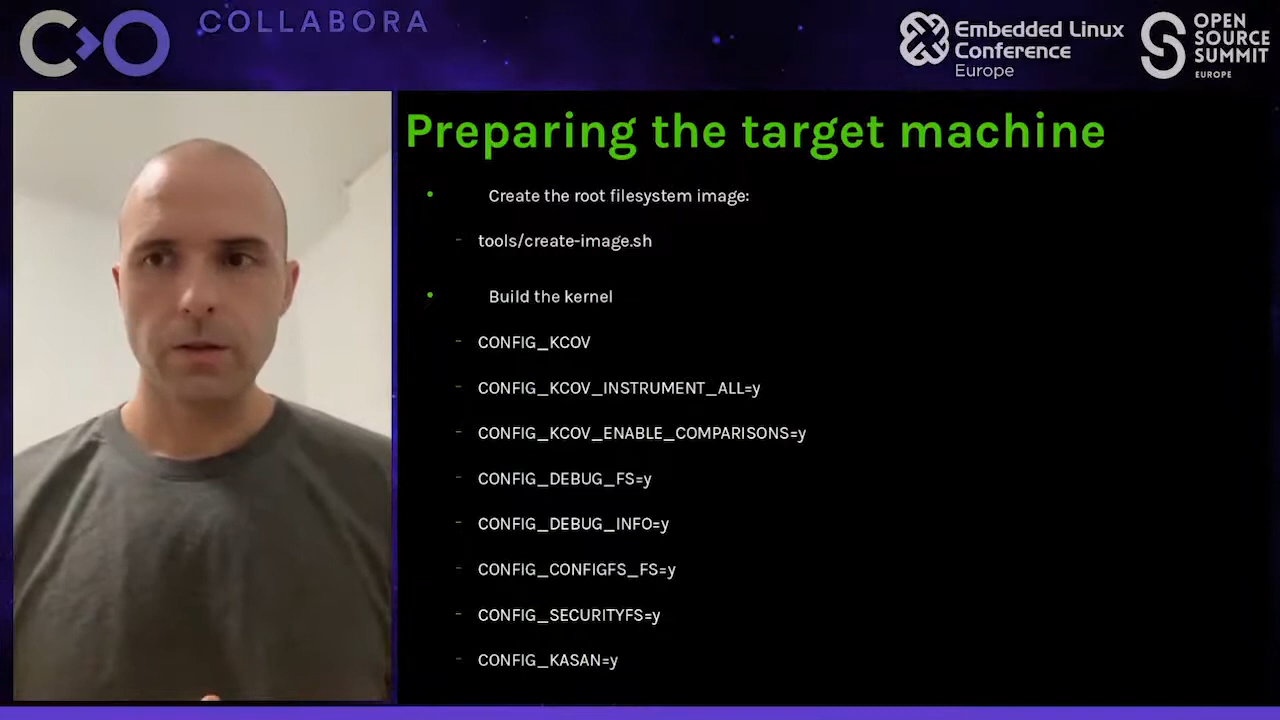 COLLABORA
Embedded Linux
Conference
Europe
OPEN
SOURCE
SUMMIT
EUROPE
Preparing the target machine
• Create the root filesystem image:
– tools/create-image.sh
• Build the kernel
– CONFIG_KCOV
– CONFIG_KCOV_INSTRUMENT_ALL=y
– CONFIG_KCOV_ENABLE_COMPARISONS=y
– CONFIG_DEBUG_FS=y
– CONFIG_DEBUG_INFO=y
– CONFIG_CONFIGFS_FS=y
– CONFIG_SECURITYFS=y
– CONFIG_KASAN=y